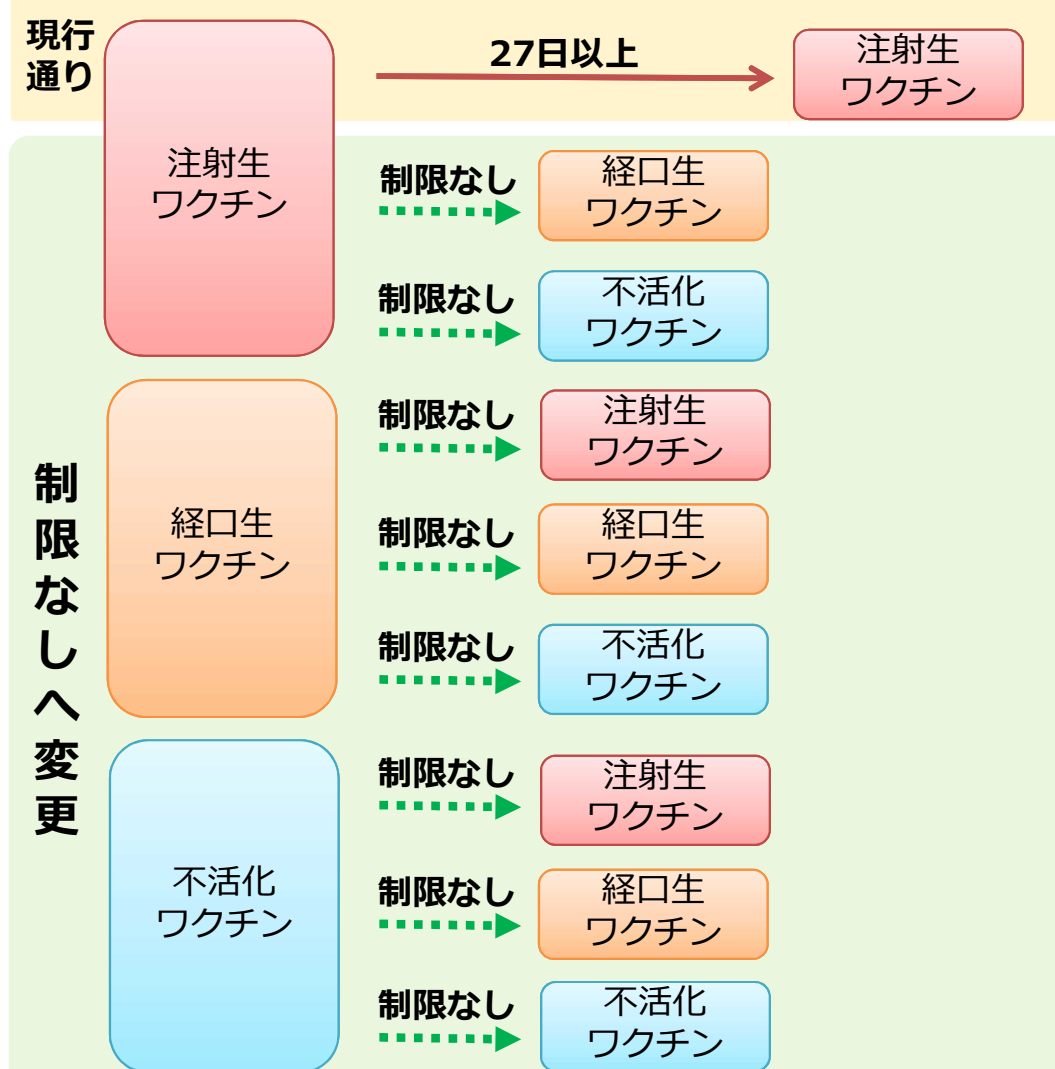 現行
通り
注射生
ワクチン
27日以上
注射生
ワクチン
制限なし
経口生
ワクチン
制限なし
不活化
ワクチン
制限なしへ変更
経口生
ワクチン
制限なし
注射生
ワクチン
制限なし
経口生
ワクチン
制限なし
不活化
ワクチン
不活化
ワクチン
制限なし
注射生
ワクチン
制限なし
経口生
ワクチン
制限なし
不活化
ワクチン